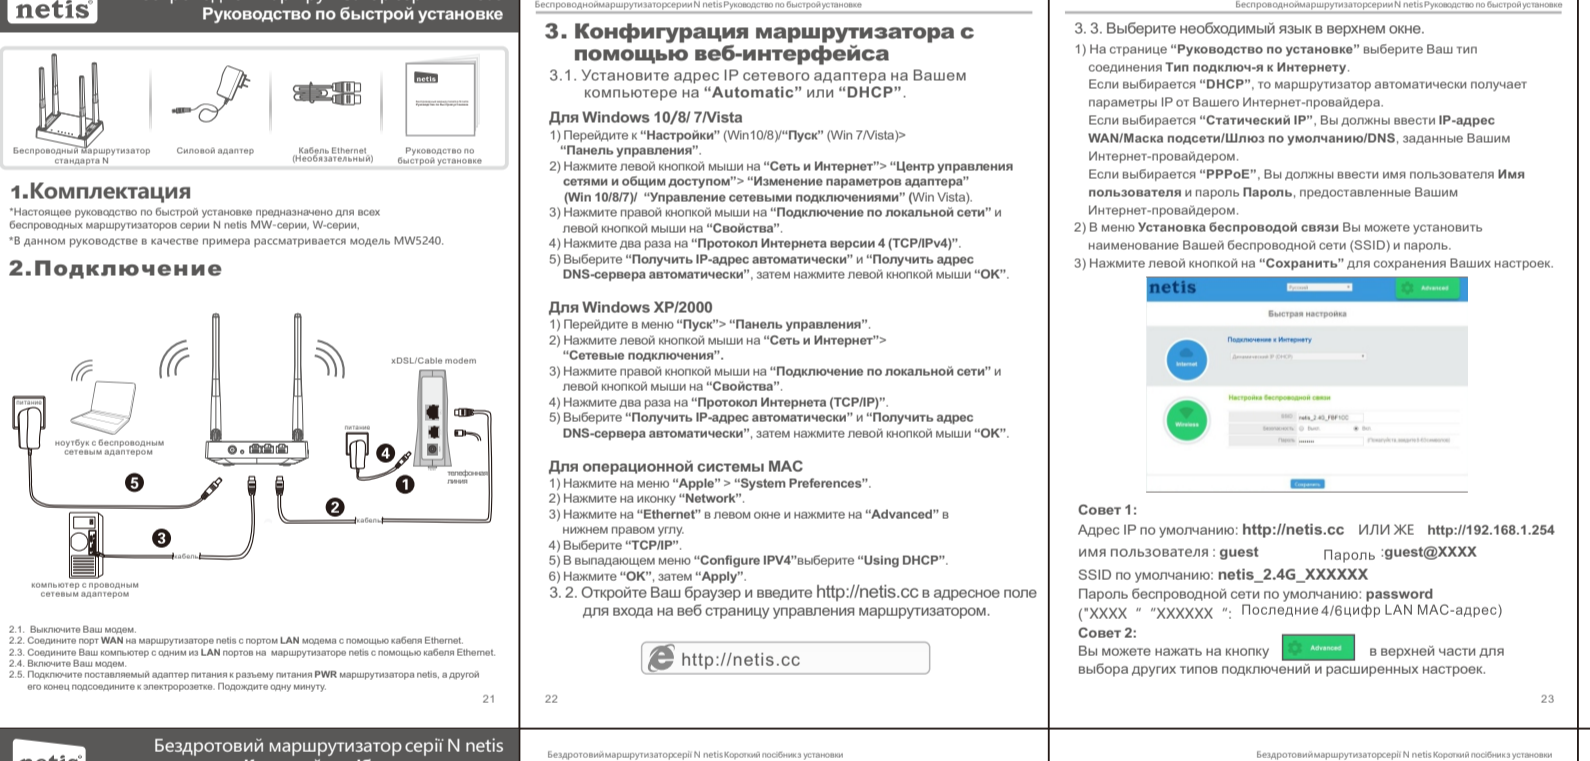 netis
Руководство по быстрой установке
netis
Беспроводный маршрутизатор
стандарта N
Силовой адаптер
Кабель Ethernet
(Необязательный)
Руководство по
быстрой установке
1.Комплектация
*Настоящее руководство по быстрой установке предназначено для всех
беспроводных маршрутизаторов серии N netis MW-серии, W-серии,
*В данном руководстве в качестве примера рассматривается модель MW5240.
2.Подключение
xDSL/Cable modem
питание
ноутбук с беспроводным
сетевым адаптером
питание
4
1
телефонная
линия
5
2
кабель
3
кабель
компьютер с проводным
сетевым адаптером
2.1. Выключите Ваш модем.
2.2. Соедините порт WAN на маршрутизаторе netis с портом LAN модема с помощью кабеля Ethernet.
2.3. Соедините Ваш компьютер с одним из LAN портов на маршрутизаторе netis с помощью кабеля Ethernet.
2.4. Включите Ваш модем.
2.5. Подключите поставляемый адаптер питания к разъему питания PWR маршрутизатора netis, а другой
его конец подсоедините к электророзетке. Подождите одну минуту.
21
БеспроводноймаршрутизаторсерииN netisРуководство по быстройустановке
3. Конфигурация маршрутизатора с
помощью веб-интерфейса
3.1. Установите адрес IP сетевого адаптера на Вашем
компьютере на “Automatic” или “DHCP”.
Для Windows 10/8/ 7/Vista
1) Перейдите к “Настройки” (Win10/8)/“Пуск” (Win 7/Vista)>
“Панель управления”.
2) Нажмите левой кнопкой мыши на “Сеть и Интернет”> “Центр управления
сетями и общим доступом”> “Изменение параметров адаптера”
(Win 10/8/7)/ “Управление сетевыми подключениями” (Win Vista).
3) Нажмите правой кнопкой мыши на “Подключение по локальной сети” и
левой кнопкой мыши на “Свойства”.
4) Нажмите два раза на “Протокол Интернета версии 4 (TCP/IPv4)”.
5) Выберите “Получить IP-адрес автоматически” и “Получить адрес
DNS-сервера автоматически”, затем нажмите левой кнопкой мыши “OK”.
Для Windows XP/2000
1) Перейдите в меню “Пуск”> “Панель управления”.
2) Нажмите левой кнопкой мыши на “Сеть и Интернет”>
“Сетевые подключения”.
3) Нажмите правой кнопкой мыши на “Подключение по локальной сети” и
левой кнопкой мыши на “Свойства”.
4) Нажмите два раза на “Протокол Интернета (TCP/IP)”.
5) Выберите “Получить IP-адрес автоматически” и “Получить адрес
DNS-сервера автоматически”, затем нажмите левой кнопкой мыши “OK”.
Для операционной системы MAC
1) Нажмите на меню “Apple” > “System Preferences”.
2) Нажмите на иконку “Network”.
3) Нажмите на “Ethernet” в левом окне и нажмите на “Advanced” в
нижнем правом углу.
4) Выберите “TCP/IP”.
5) В выпадающем меню “Configure IPV4”выберите “Using DHCP”.
6) Нажмите “OK”, затем “Apply”.
3. 2. Откройте Ваш браузер и введите http://netis.cc в адресное поле
для входа на веб страницу управления маршрутизатором.
http://netis.cc
22
БеспроводноймаршрутизаторсерииN netisРуководство по быстройустановке
3. 3. Выберите необходимый язык в верхнем окне.
1) На странице “Руководство по установке” выберите Ваш тип
соединения Тип подключ-я к Интернету.
Если выбирается “DHCP”, то маршрутизатор автоматически получает
параметры IP от Вашего Интернет-провайдера.
Если выбирается “Статический IP”, Вы должны ввести IP-адрес
WAN/Маска подсети/Шлюз по умолчанию/DNS, заданные Вашим
Интернет-провайдером.
Если выбирается “PPPoE”, Вы должны ввести имя пользователя Имя
пользователя и пароль Пароль, предоставленные Вашим
Интернет-провайдером.
2) В меню Установка беспроводой связи Вы можете установить
наименование Вашей беспроводной сети (SSID) и пароль.
3) Нажмите левой кнопкой на “Сохранить” для сохранения Ваших настроек.
netis
Русский
Advanced
Быстрая настройка
Подключение к Интернету
Динамический IP (DHCP)
Internet
Настройка беспроводной связи
SSID netis_2.4G_FBF1CC
Wireless
Пароль
Сохранить
Совет 1:
Адрес IP по умолчанию: http://netis.cc ИЛИ ЖЕ http://192.168.1.254
имя пользователя : guest Пароль :guest@XXXX
SSID по умолчанию: netis_2.4G_XXXXXX
Пароль беспроводной сети по умолчанию: password
("XXXX “ “XXXXXX “: Последние 4/6цифр LAN MAC-адрес)
Совет 2:
Вы можете нажать на кнопку Advanced в верхней части для
выбора других типов подключений и расширенных настроек.
23
Бездротовий маршрутизатор серії N netis
Бездротовиймаршрутизаторсерії N netis Короткий посібник з установки
Бездротовиймаршрутизаторсерії N netis Короткий посібник з установки